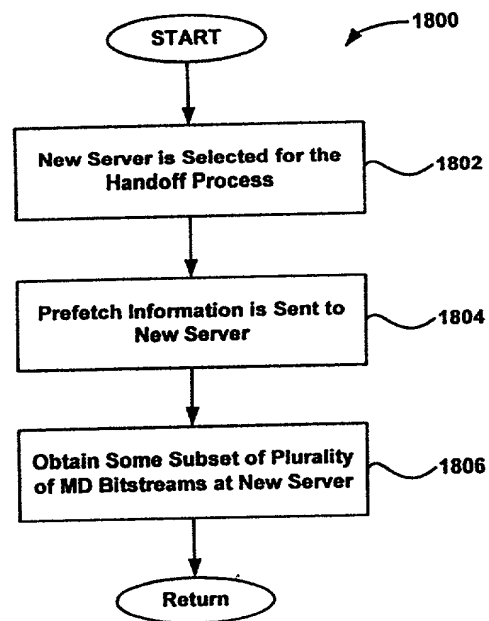 START
1800
New Server is Selected for the
Handoff Process
1802
Prefetch Information is Sent to
New Server
1804
Obtain Some Subset of Plurality
of MD Bitstreams at New Server
1806
Return